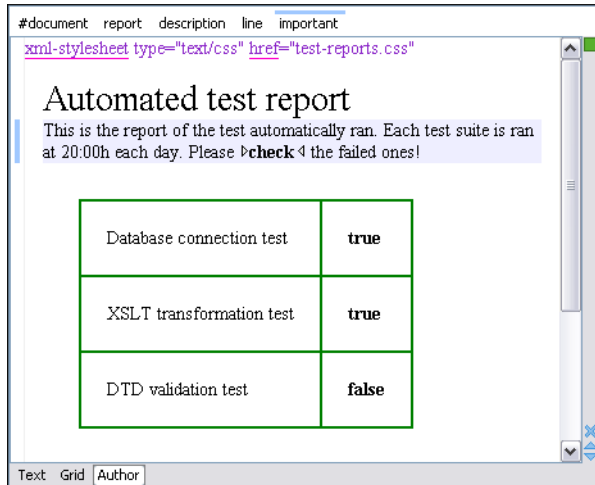 #document report description line important
xml-stylesheet type="text/css" href="test-reports.css"
Automated test report
This is the report of the test automatically ran. Each test suite is ran
at 20:00h each day. Please check the failed ones!
Database connection test true
XSLT transformation test true
DTD validation test false
Text Grid Author